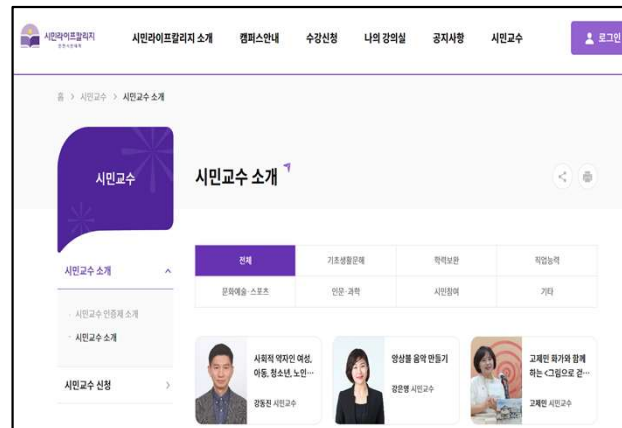 시민라이프칼리지
시민라이프칼리지 소개 캠퍼스안내 수강신청 나의 강의실 공지사항 시민교수 로그인
홈 > 시민교수 > 시민교수 소개
시민교수
시민교수 소개
시민교수 소개
시민교수 인증제 소개
시민교수 소개
시민교수 신청
전체 기초생활문해 학력보완 직업능력
문화예술·스포츠 인문·과학 시민참여 기타
사회적 약자인 여성,
아동, 청소년, 노인…
강동진 시민교수
앙상블 음악 만들기
강은영 시민교수
고제민 화가와 함께
하는 <그림으로 걷…
고제민 시민교수